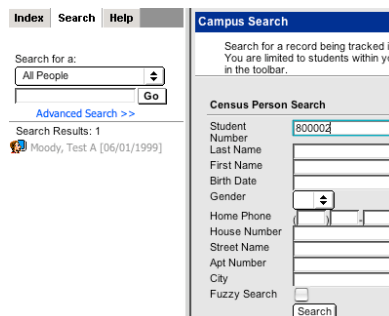 Index Search Help
Search for a:
All People
Go
Advanced Search >>
Search Results: 1
Moody, Test A [06/01/1999]
Campus Search
Search for a record being tracked
You are limited to students within
in the toolbar.
Census Person Search
Student
Number
800002
Last Name
First Name
Birth Date
Gender
Home Phone ( ) -
House Number
Street Name
Apt Number
City
Fuzzy Search
Search